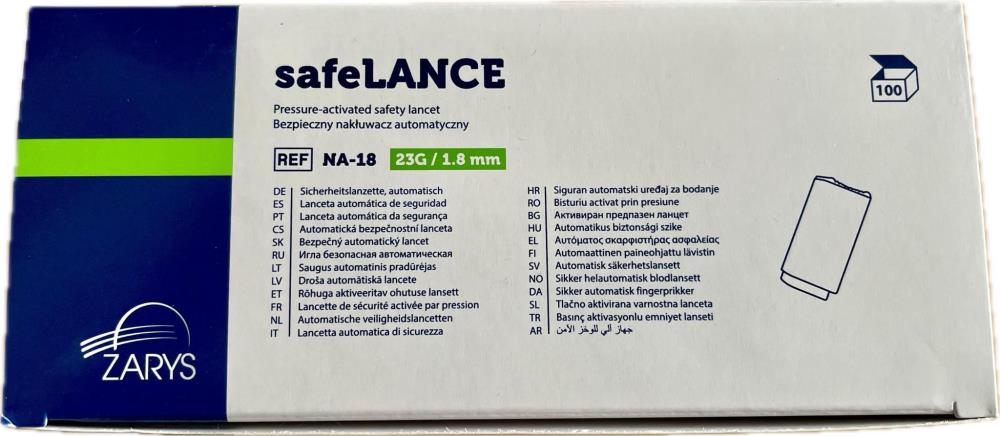 safeLANCE
100
Pressure-activated safety lancet
Bezpieczny nakłuwacz automatyczny
REF NA-18 23G / 1.8 mm
DE Sicherheitslanzette, automatisch
ES Lanceta automática de seguridad
PT Lanceta automática da segurança
CS Automatická bezpečnostní lanceta
SK Bezpečný automatický lancet
RU Игла безопасная автоматическая
LT Saugus automatinis pradūrėjas
LV Droša automātiskā lancete
ET Rõhuga aktiveeritav ohutuse lansett
FR Lancette de sécurité activée par pression
NL Automatische veiligheidslancetten
IT Lancetta automatica di sicurezza
HR Siguran automatski uređaj za bodanje
RO Bisturiu activat prin presiune
BG Активиран предпазен ланцет
HU Automatikus biztonsági szike
EL Αυτόματος σκαρφιστήρας ασφαλείας
FI Automaattinen paineohjattu lävistin
SV Automatisk säkerhetslansett
NO Sikker helautomatisk blodlansett
DA Sikker automatisk fingerprikker
SL Tlačno aktivirana varnostna lanceta
TR Basınç aktivasyonlu emniyet lanseti
AR جهاز آلي للوخز الآمن
ZARYS